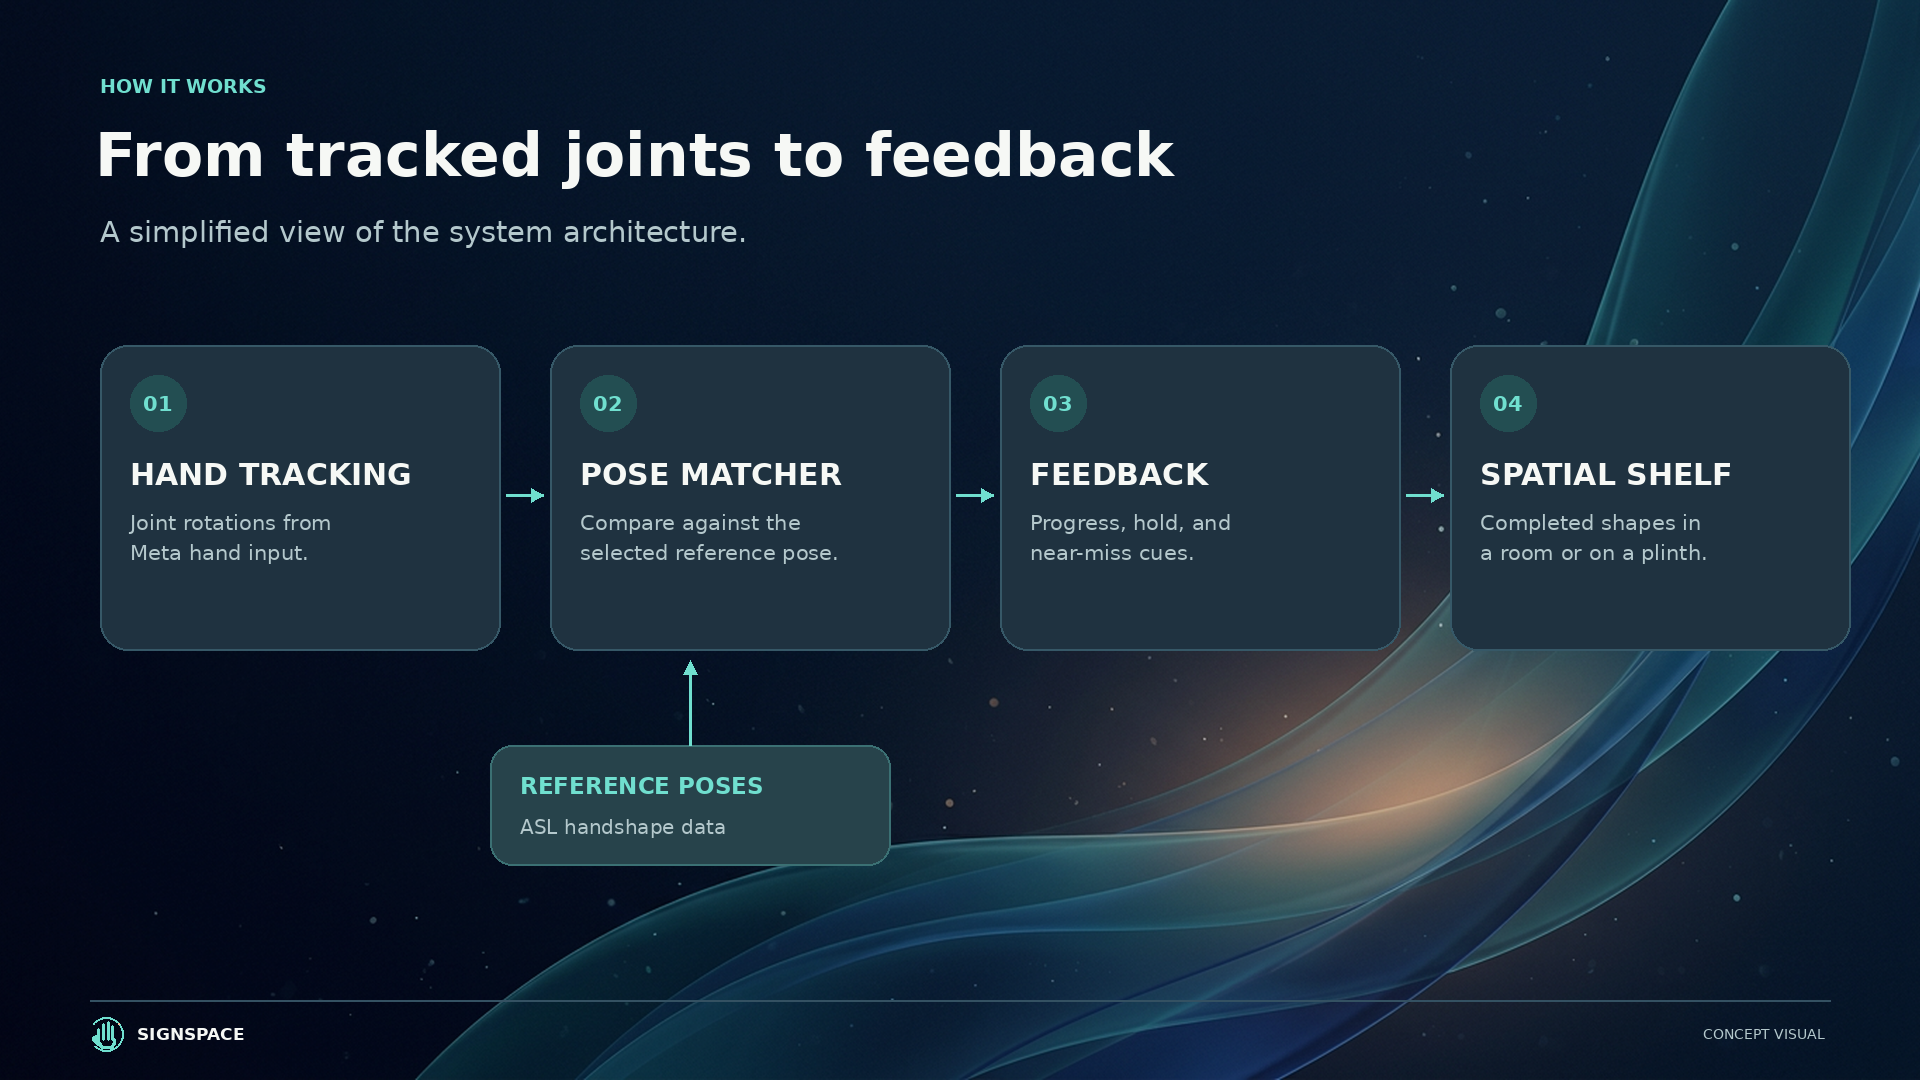 HOW IT WORKS
From tracked joints to feedback
A simplified view of the system architecture.
01
HAND TRACKING
Joint rotations from
Meta hand input.
02
POSE MATCHER
Compare against the
selected reference pose.
03
FEEDBACK
Progress, hold, and
near-miss cues.
04
SPATIAL SHELF
Completed shapes in
a room or on a plinth.
REFERENCE POSES
ASL handshape data
SIGNSPACE
CONCEPT VISUAL